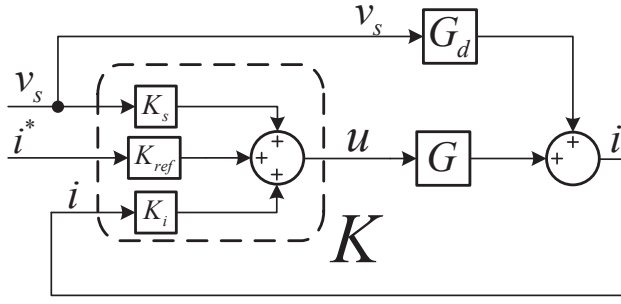 v_s G_d
v_s K_s +
i^* K_ref + + u G + + i
i K_i +
K